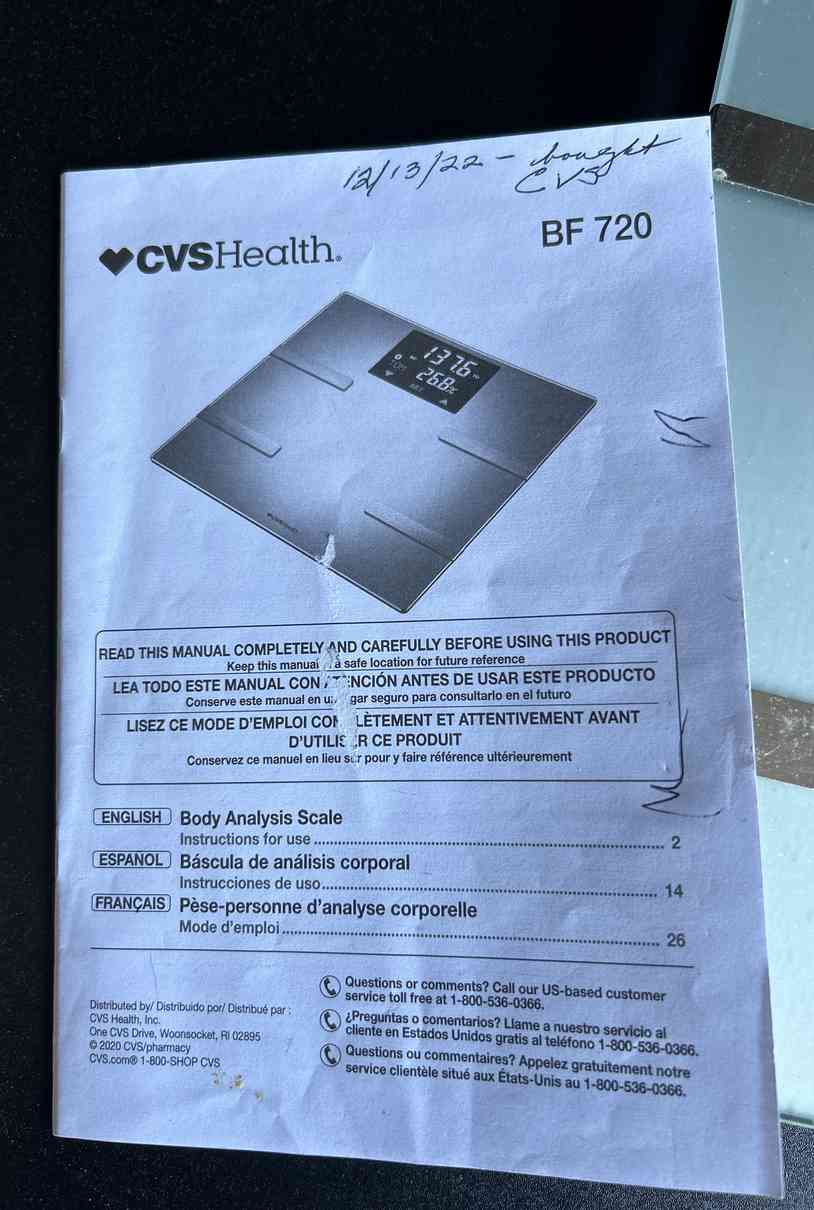 12/13/22 - bought
CVS
CVSHealth®
BF 720
137.6
26.8%
READ THIS MANUAL COMPLETELY AND CAREFULLY BEFORE USING THIS PRODUCT
Keep this manual a safe location for future reference
LEA TODO ESTE MANUAL CON ATENCIÓN ANTES DE USAR ESTE PRODUCTO
Conserve este manual en un gar seguro para consultarlo en el futuro
LISEZ CE MODE D'EMPLOI COMPLÈTEMENT ET ATTENTIVEMENT AVANT
D'UTILISER CE PRODUIT
Conservez ce manuel en lieu sûr pour y faire référence ultérieurement
ENGLISH Body Analysis Scale
Instructions for use ........ 2
ESPAÑOL Báscula de análisis corporal
Instrucciones de uso ........ 14
FRANÇAIS Pèse-personne d'analyse corporelle
Mode d'emploi ........ 26
Distributed by/ Distribuido por/ Distribué par :
CVS Health, Inc.
One CVS Drive, Woonsocket, RI 02895
© 2020 CVS/pharmacy
CVS.com® 1-800-SHOP CVS
Questions or comments? Call our US-based customer
service toll free at 1-800-536-0366.
¿Preguntas o comentarios? Llame a nuestro servicio al
cliente en Estados Unidos gratis al teléfono 1-800-536-0366.
Questions ou commentaires? Appelez gratuitement notre
service clientèle situé aux États-Unis au 1-800-536-0366.